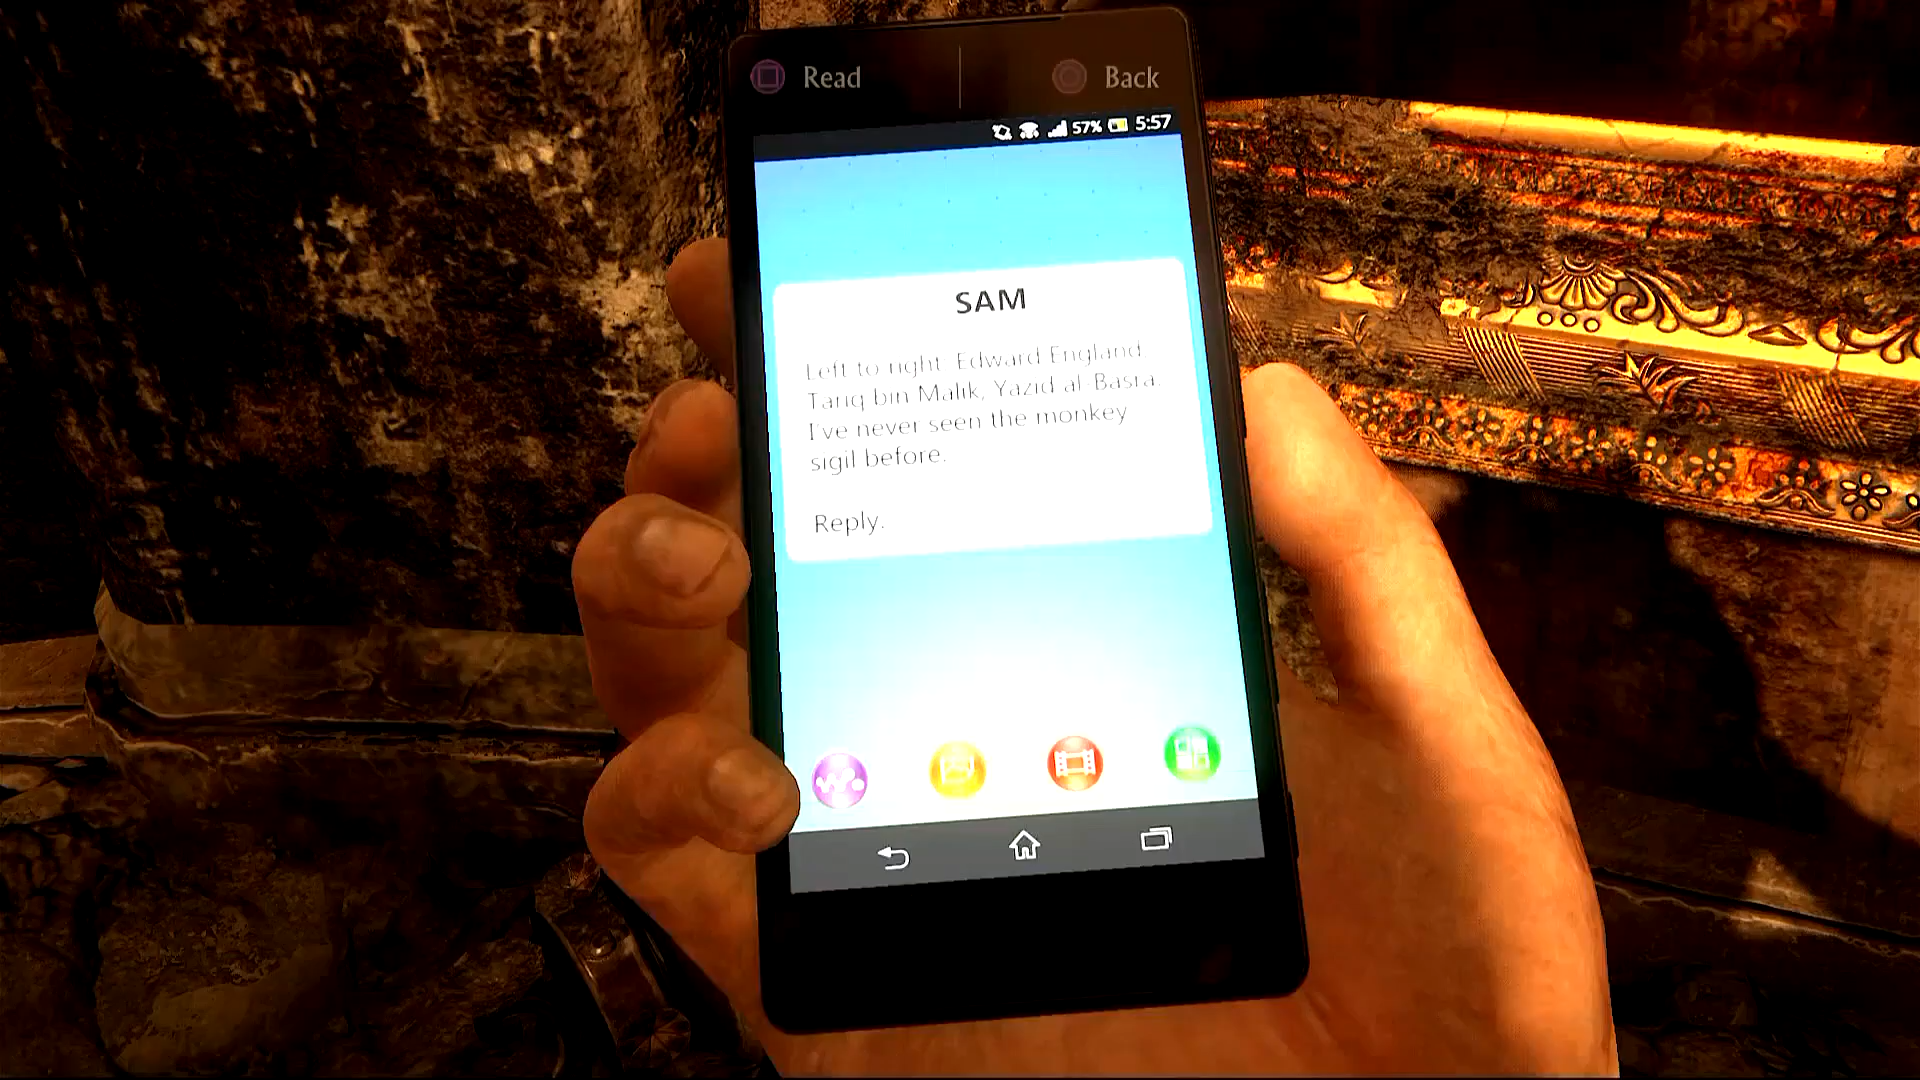 Read
Back
57% 5:57
SAM
Left to right: Edward England,
Tariq bin Malik, Yazid al-Basra.
I've never seen the monkey
sigil before.
Reply.